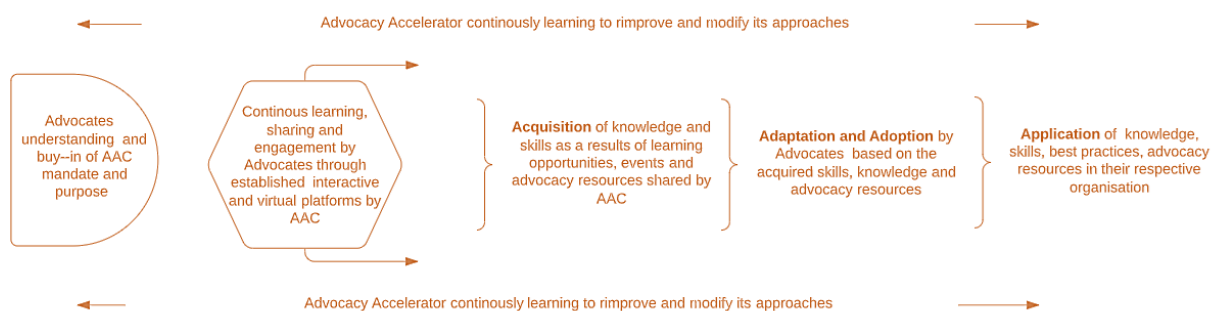 Advocacy Accelerator continously learning to rimprove and modify its approaches
Advocates
understanding and
buy--in of AAC
mandate and
purpose
Continous learning,
sharing and
engagement by
Advocates through
established interactive
and virtual platforms by
AAC
Acquisition of knowledge and
skills as a results of learning
opportunities, events and
advocacy resources shared by
AAC
Adaptation and Adoption by
Advocates based on the
acquired skills, knowledge and
advocacy resources
Application of knowledge,
skills, best practices, advocacy
resources in their respective
organisation
Advocacy Accelerator continously learning to rimprove and modify its approaches